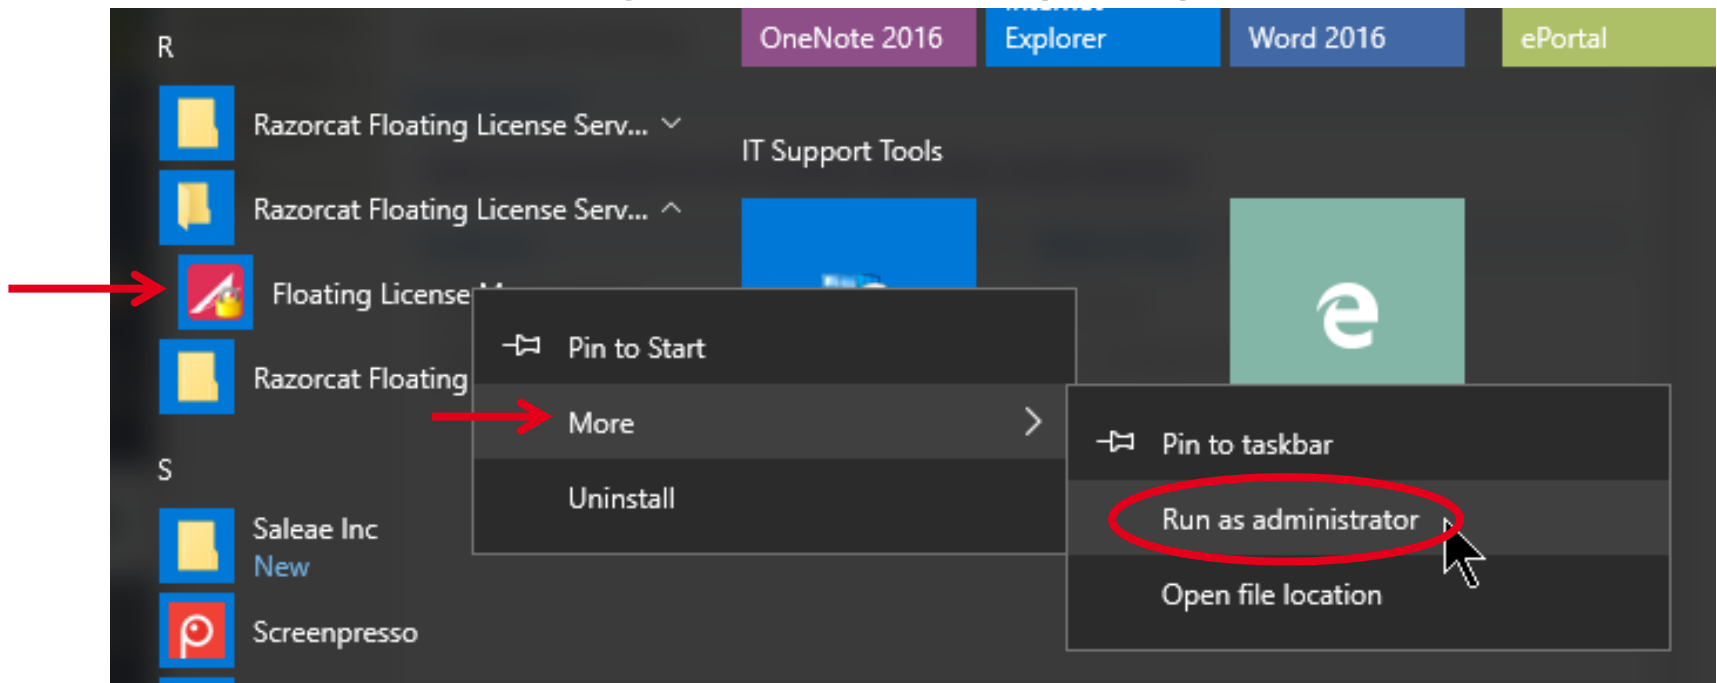 R
OneNote 2016
Explorer
Word 2016
ePortal
Razorcat Floating License Serv...
IT Support Tools
Razorcat Floating License Serv...
Floating License
Razorcat Floating
Pin to Start
More
Uninstall
Pin to taskbar
Run as administrator
Open file location
S
Saleae Inc
New
Screenpresso